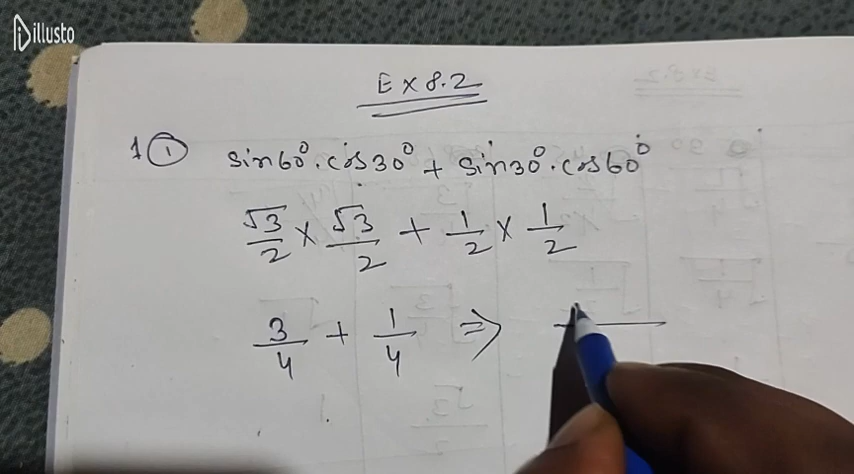 illusto
Ex 8.2
1 ① sin60°.cos30° + sin30°.cos60°
√3/2 × √3/2 + 1/2 × 1/2
3/4 + 1/4 ⇒